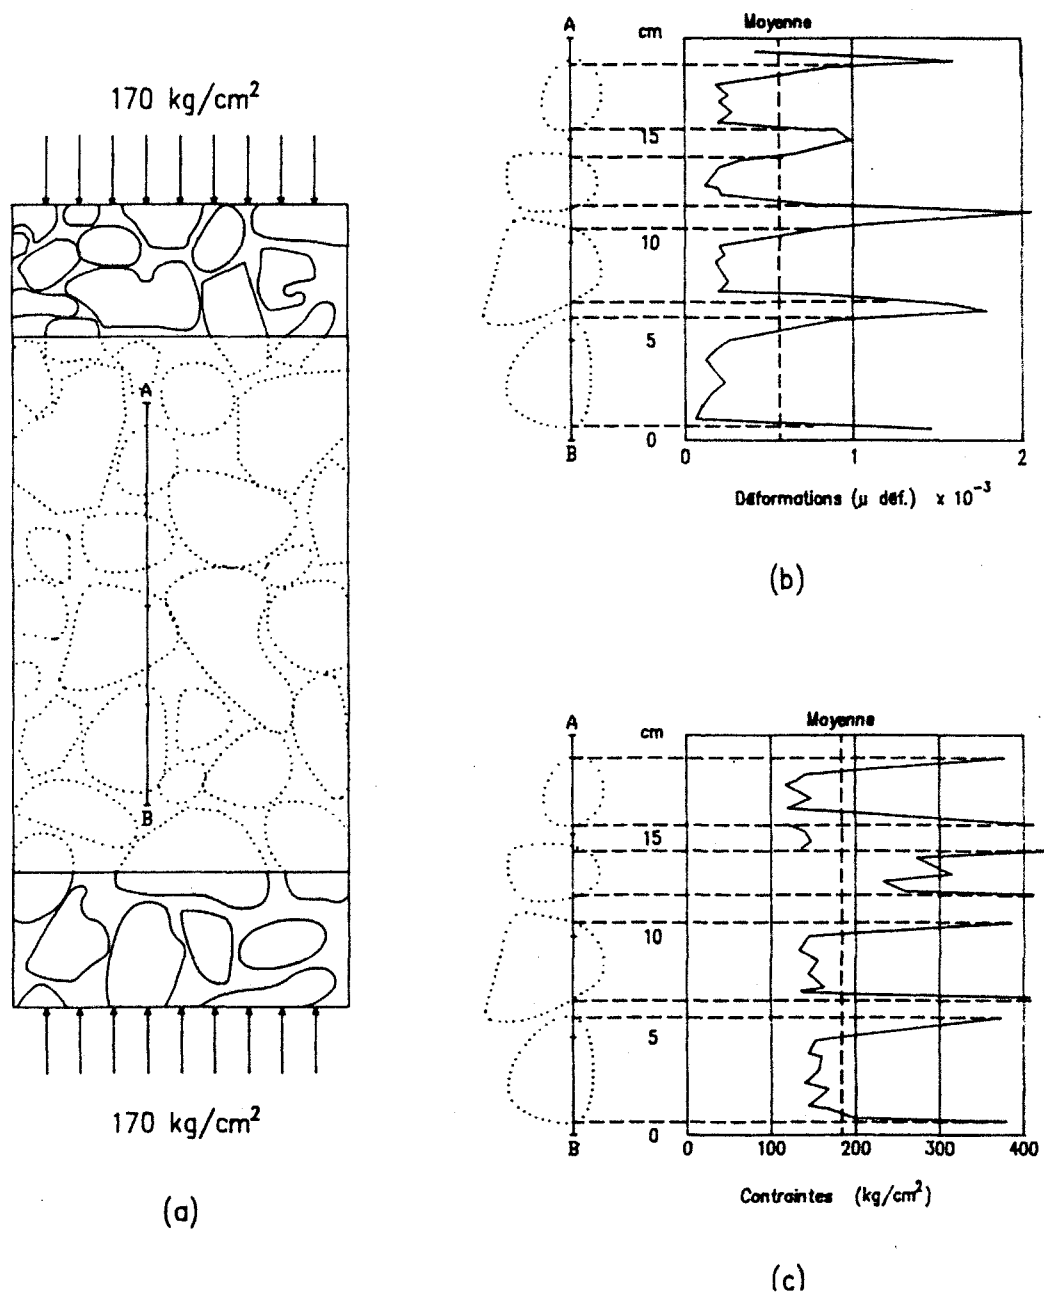 170 kg/cm²
A
B
170 kg/cm²
(a)
A
cm
Moyenne
15
10
5
0
B
0
1
2
Déformations (µ déf.) x 10⁻³
(b)
A
cm
Moyenne
15
10
5
0
B
0
100
200
300
400
Contraintes (kg/cm²)
(c)